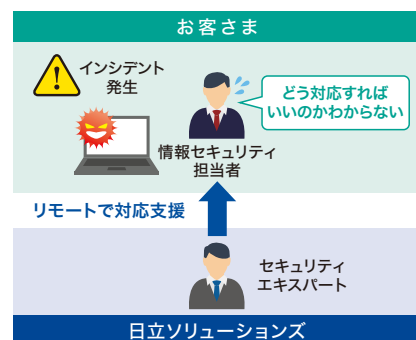 お客さま
インシデント
発生
どう対応すれば
いいのかわからない
情報セキュリティ
担当者
リモートで対応支援
セキュリティ
エキスパート
日立ソリューションズ